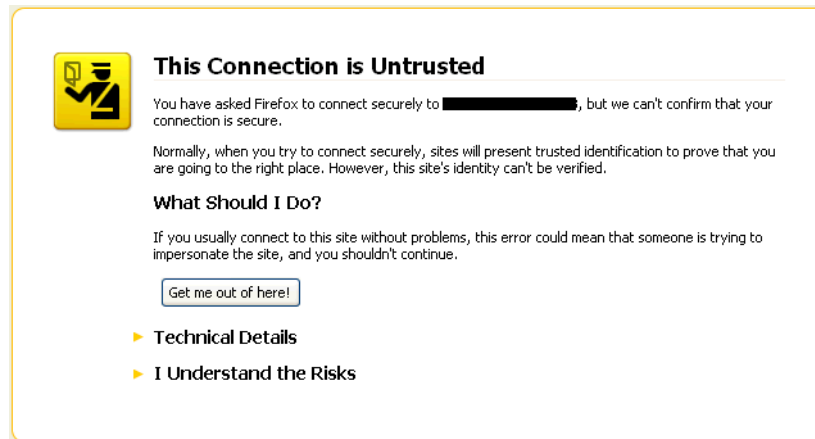 This Connection is Untrusted
You have asked Firefox to connect securely to , but we can't confirm that your
connection is secure.
Normally, when you try to connect securely, sites will present trusted identification to prove that you
are going to the right place. However, this site's identity can't be verified.
What Should I Do?
If you usually connect to this site without problems, this error could mean that someone is trying to
impersonate the site, and you shouldn't continue.
Get me out of here!
Technical Details
I Understand the Risks